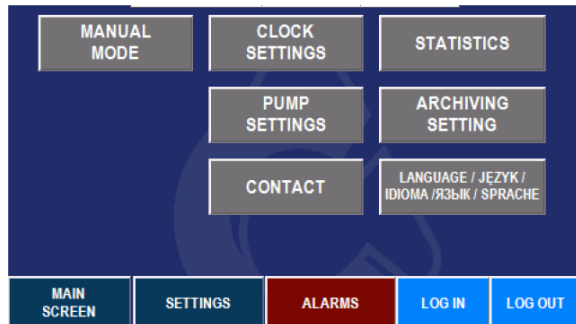 MANUAL
MODE
CLOCK
SETTINGS
STATISTICS
PUMP
SETTINGS
ARCHIVING
SETTING
CONTACT
LANGUAGE / JĘZYK /
IDIOMA /ЯЗЫК / SPRACHE
MAIN
SCREEN
SETTINGS
ALARMS
LOG IN
LOG OUT